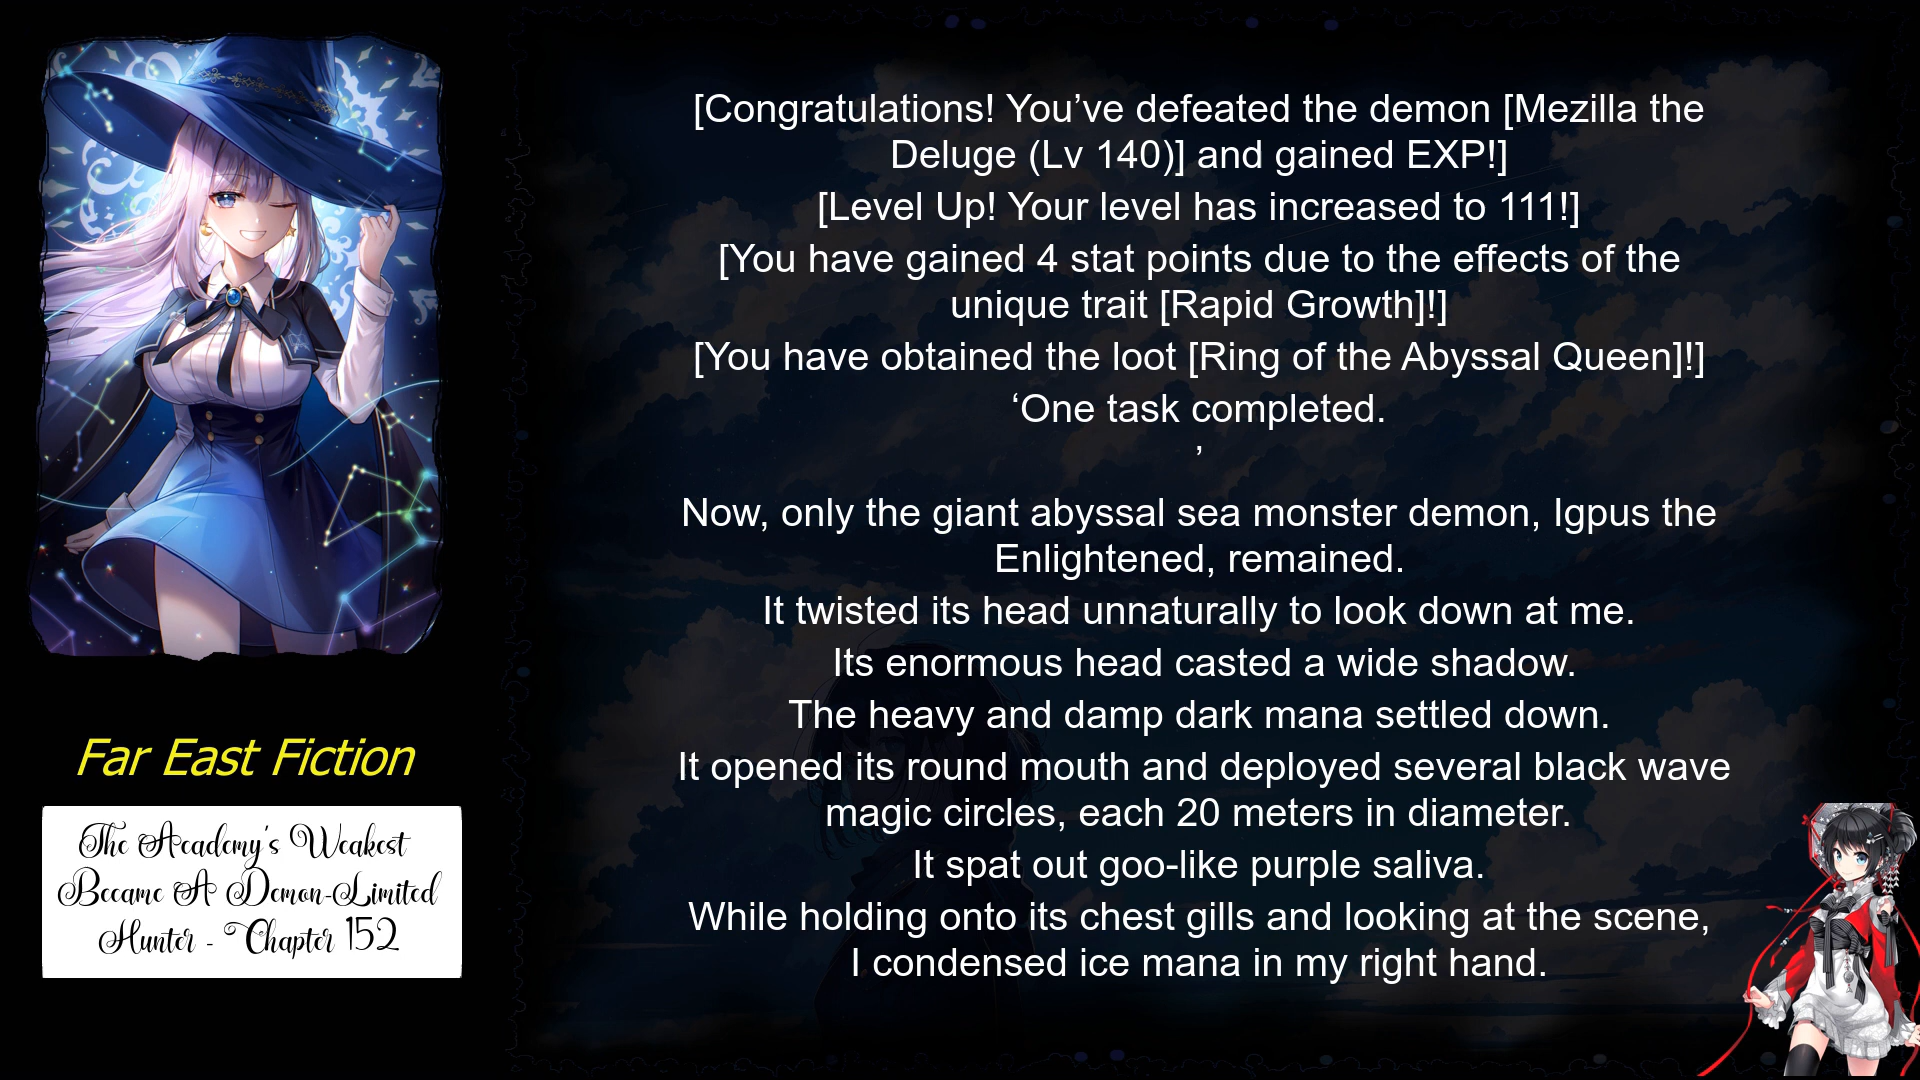 [Congratulations! You’ve defeated the demon [Mezilla the
Deluge (Lv 140)] and gained EXP!]
[Level Up! Your level has increased to 111!]
[You have gained 4 stat points due to the effects of the
unique trait [Rapid Growth]!]
[You have obtained the loot [Ring of the Abyssal Queen]!]
‘One task completed.
’
Now, only the giant abyssal sea monster demon, Igpus the
Enlightened, remained.
It twisted its head unnaturally to look down at me.
Its enormous head casted a wide shadow.
The heavy and damp dark mana settled down.
It opened its round mouth and deployed several black wave
magic circles, each 20 meters in diameter.
It spat out goo-like purple saliva.
While holding onto its chest gills and looking at the scene,
I condensed ice mana in my right hand.
Far East Fiction
The Academy's Weakest
Became A Demon-Limited
Hunter - Chapter 152